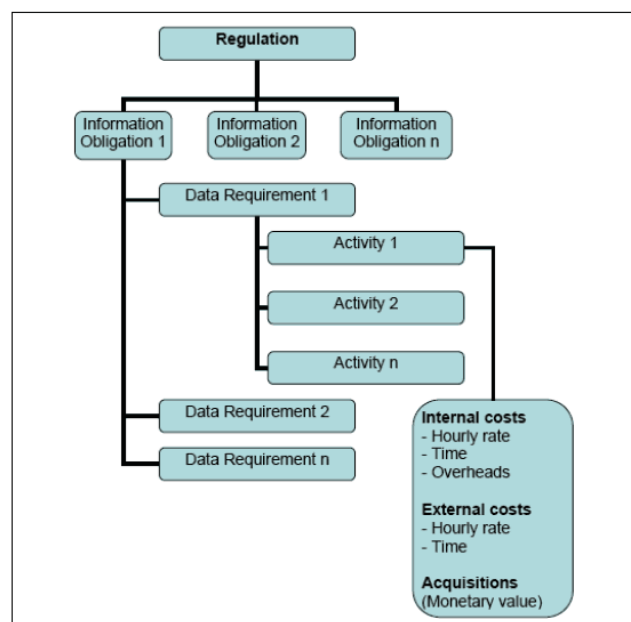 Regulation
Information
Obligation 1
Information
Obligation 2
Information
Obligation n
Data Requirement 1
Activity 1
Activity 2
Activity n
Data Requirement 2
Data Requirement n
Internal costs
- Hourly rate
- Time
- Overheads
External costs
- Hourly rate
- Time
Acquisitions
(Monetary value)